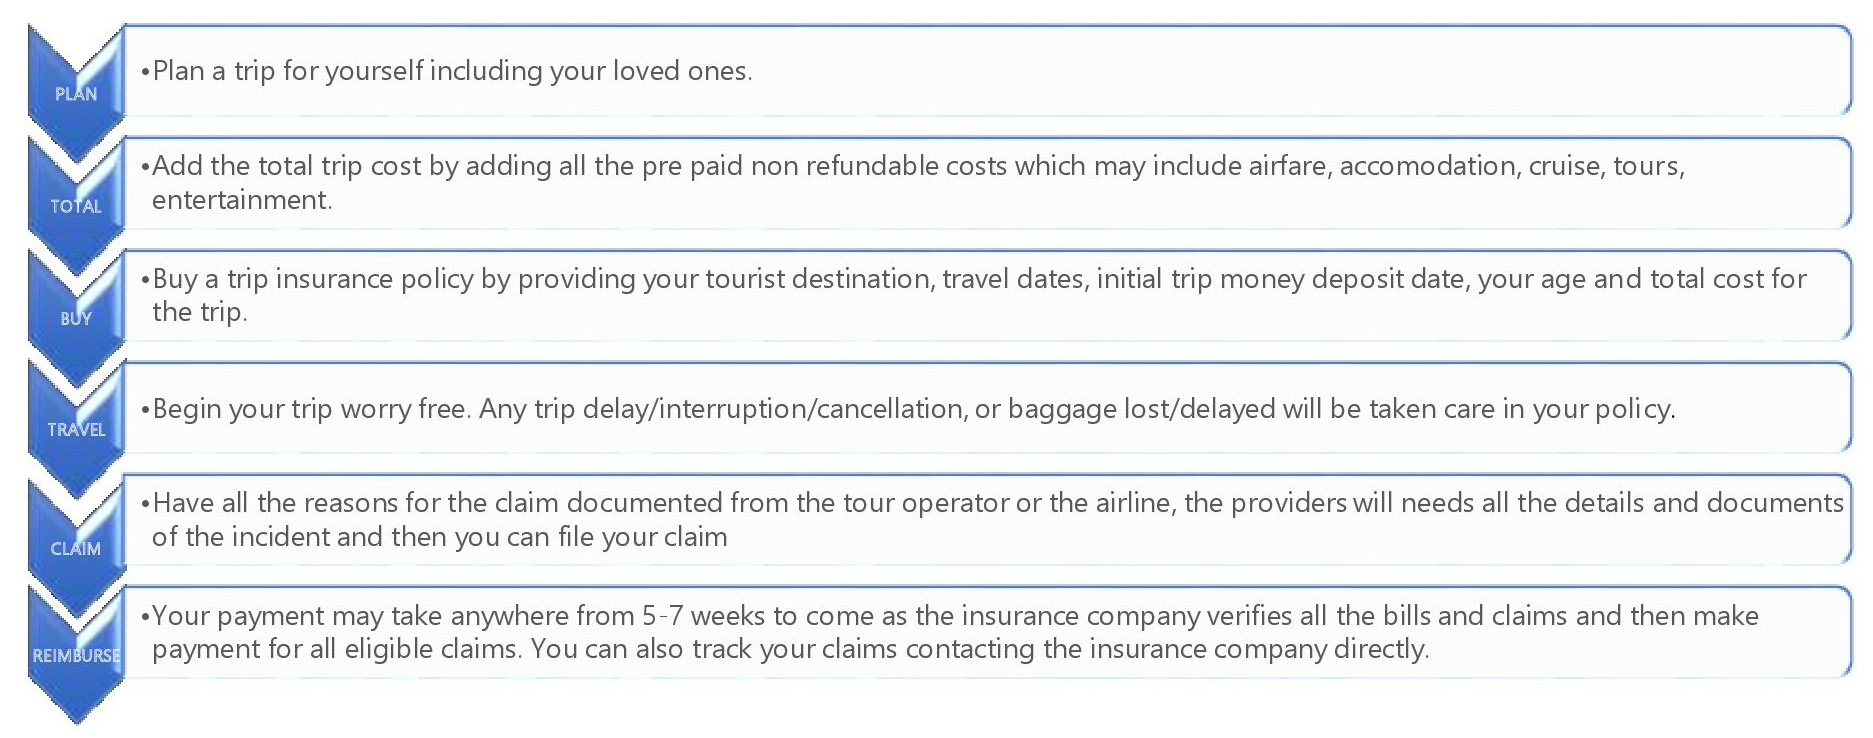 PLAN
•Plan a trip for yourself including your loved ones.
TOTAL
•Add the total trip cost by adding all the pre paid non refundable costs which may include airfare, accomodation, cruise, tours,
entertainment.
BUY
•Buy a trip insurance policy by providing your tourist destination, travel dates, initial trip money deposit date, your age and total cost for
the trip.
TRAVEL
•Begin your trip worry free. Any trip delay/interruption/cancellation, or baggage lost/delayed will be taken care in your policy.
CLAIM
•Have all the reasons for the claim documented from the tour operator or the airline, the providers will needs all the details and documents
of the incident and then you can file your claim
REIMBURSE
•Your payment may take anywhere from 5-7 weeks to come as the insurance company verifies all the bills and claims and then make
payment for all eligible claims. You can also track your claims contacting the insurance company directly.